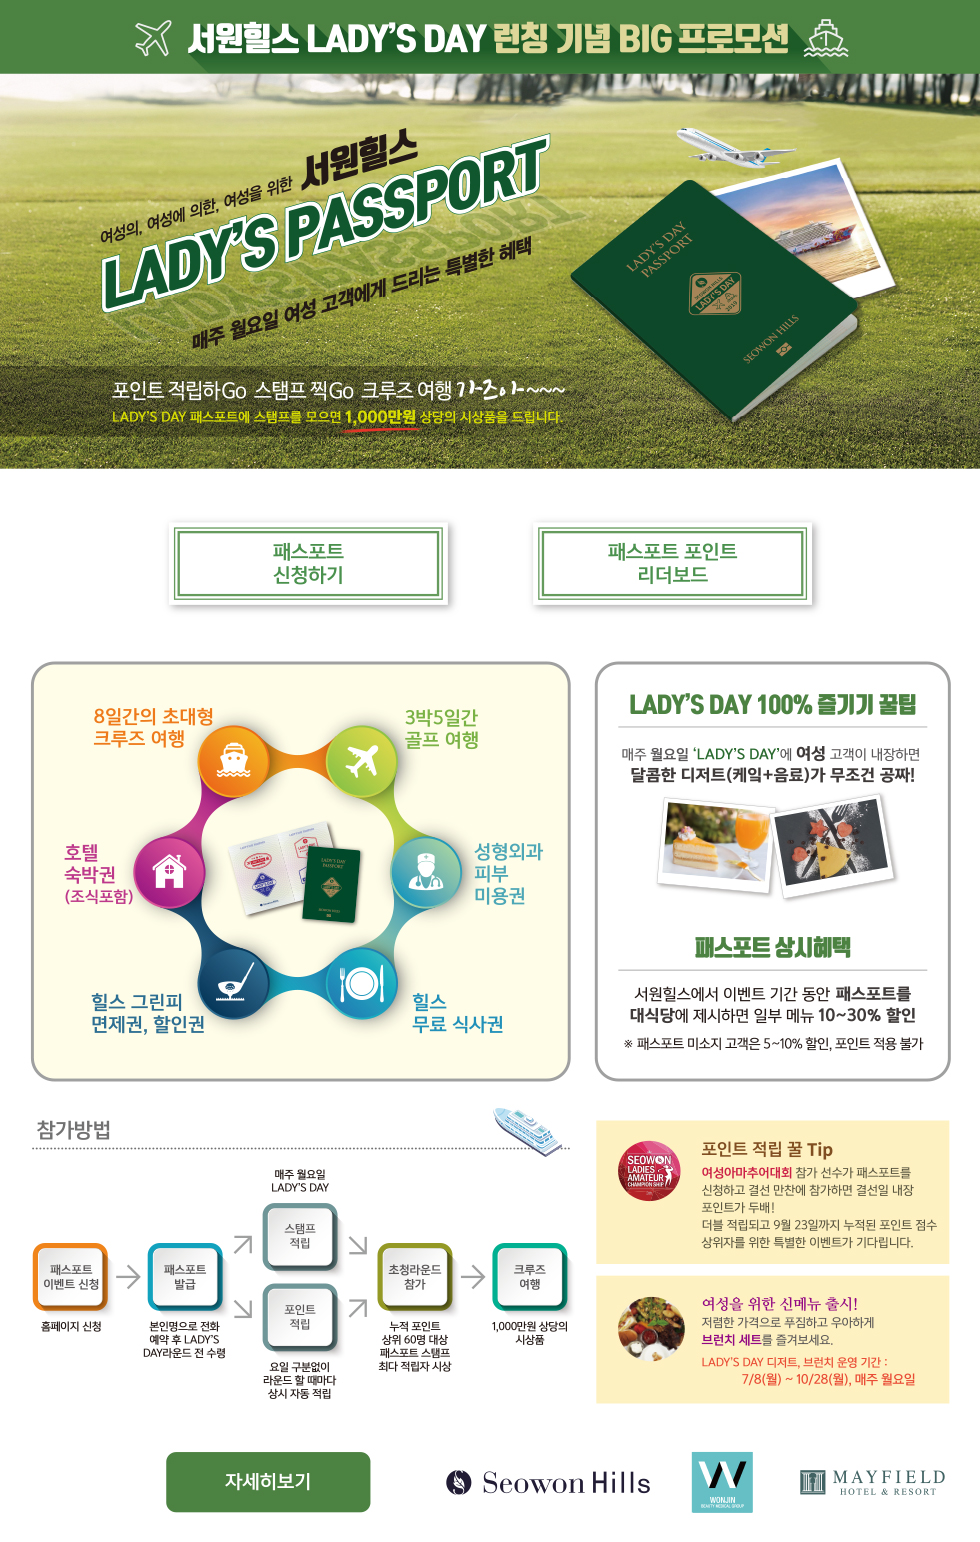 서원힐스 LADY'S DAY 런칭 기념 BIG 프로모션
여성의, 여성에 의한, 여성을 위한 서원힐스
LADY'S PASSPORT
매주 월요일 여성 고객에게 드리는 특별한 혜택
LADY'S DAY
PASSPORT
SEOWON HILLS
LADY'S DAY
2019
SEOWON HILLS
포인트 적립하Go 스탬프 찍Go 크루즈 여행 가즈아~~~
LADY'S DAY 패스포트에 스탬프를 모으면 1,000만원 상당의 시상품을 드립니다.
패스포트
신청하기
패스포트 포인트
리더보드
8일간의 초대형
크루즈 여행
3박5일간
골프 여행
호텔
숙박권
(조식포함)
성형외과
피부
미용권
LADY'S DAY
PASSPORT
힐스 그린피
면제권, 할인권
힐스
무료 식사권
LADY'S DAY 100% 즐기기 꿀팁
매주 월요일 'LADY'S DAY'에 여성 고객이 내장하면
달콤한 디저트(케잌+음료)가 무조건 공짜!
패스포트 상시혜택
서원힐스에서 이벤트 기간 동안 패스포트를
대식당에 제시하면 일부 메뉴 10~30% 할인
※ 패스포트 미소지 고객은 5~10% 할인, 포인트 적용 불가
참가방법
패스포트
이벤트 신청
홈페이지 신청
패스포트
발급
본인명으로 전화
예약 후 LADY'S
DAY라운드 전 수령
매주 월요일
LADY'S DAY
스탬프
적립
포인트
적립
요일 구분없이
라운드 할 때마다
상시 자동 적립
초청라운드
참가
누적 포인트
상위 60명 대상
패스포트 스탬프
최다 적립자 시상
크루즈
여행
1,000만원 상당의
시상품
SEOWON
LADIES
AMATEUR
CHAMPIONSHIP
포인트 적립 꿀 Tip
여성아마추어대회 참가 선수가 패스포트를
신청하고 결선 만찬에 참가하면 결선일 내장
포인트가 두배!
더블 적립되고 9월 23일까지 누적된 포인트 점수
상위자를 위한 특별한 이벤트가 기다립니다.
여성을 위한 신메뉴 출시!
저렴한 가격으로 푸짐하고 우아하게
브런치 세트를 즐겨보세요.
LADY'S DAY 디저트, 브런치 운영 기간 :
7/8(월) ~ 10/28(월), 매주 월요일
자세히보기
Seowon Hills
W
WONJIN
BEAUTY MEDICAL GROUP
MAYFIELD
HOTEL & RESORT